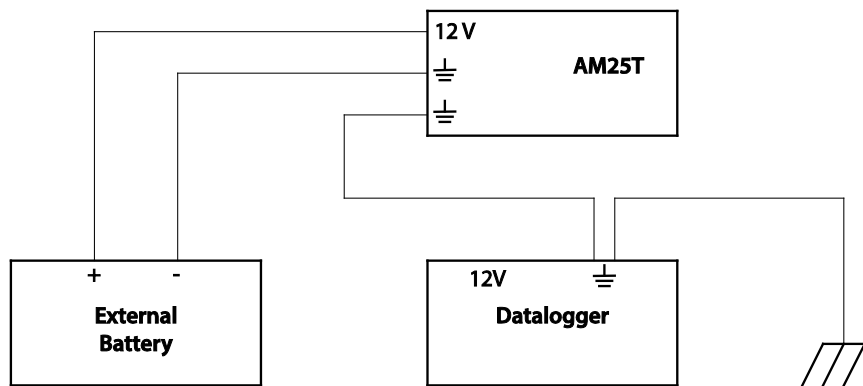 12 V
AM25T
+ -
External
Battery
12V
Datalogger